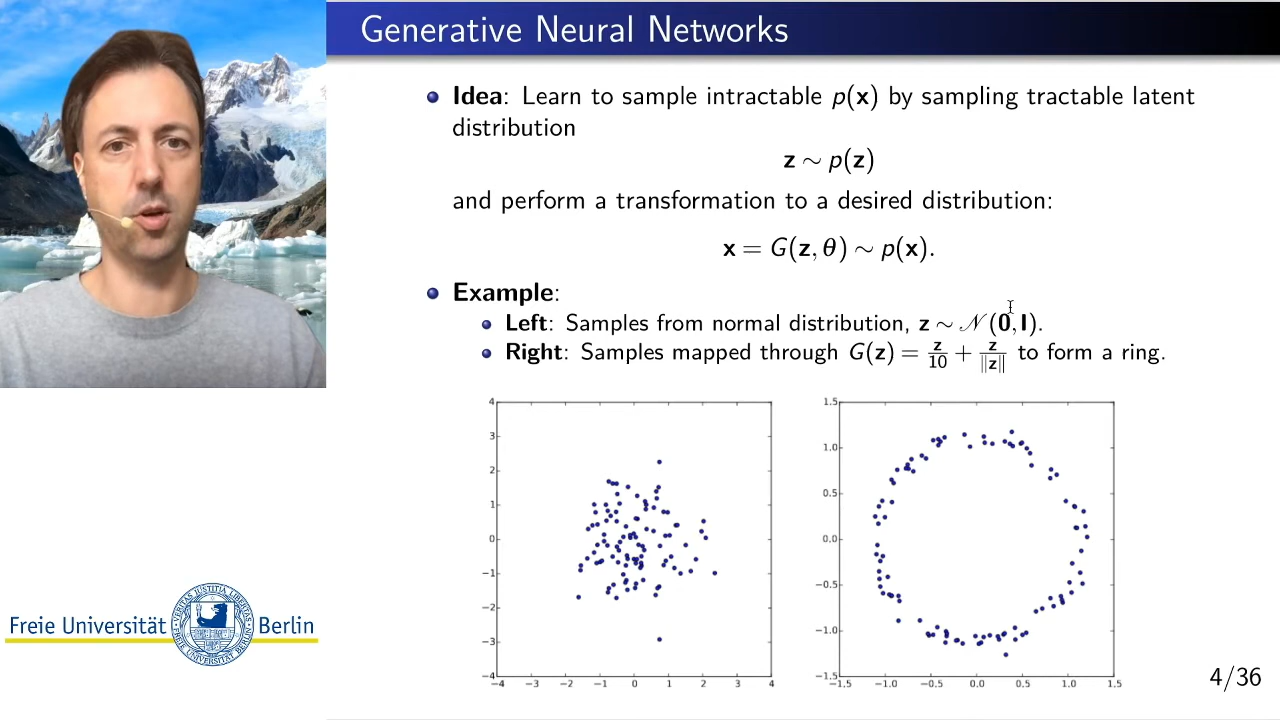 Generative Neural Networks
Idea: Learn to sample intractable p(x) by sampling tractable latent
distribution
z ∼ p(z)
and perform a transformation to a desired distribution:
x = G(z, θ) ∼ p(x).
Example:
Left: Samples from normal distribution, z ∼ 𝒩(0, I).
Right: Samples mapped through G(z) = z/10 + z/‖z‖ to form a ring.
4
3
2
1
0
−1
−2
−3
−4
−4 −3 −2 −1 0 1 2 3 4
1.5
1.0
0.5
0.0
−0.5
−1.0
−1.5
−1.5 −1.0 −0.5 0.0 0.5 1.0 1.5
Freie Universität Berlin
4/36